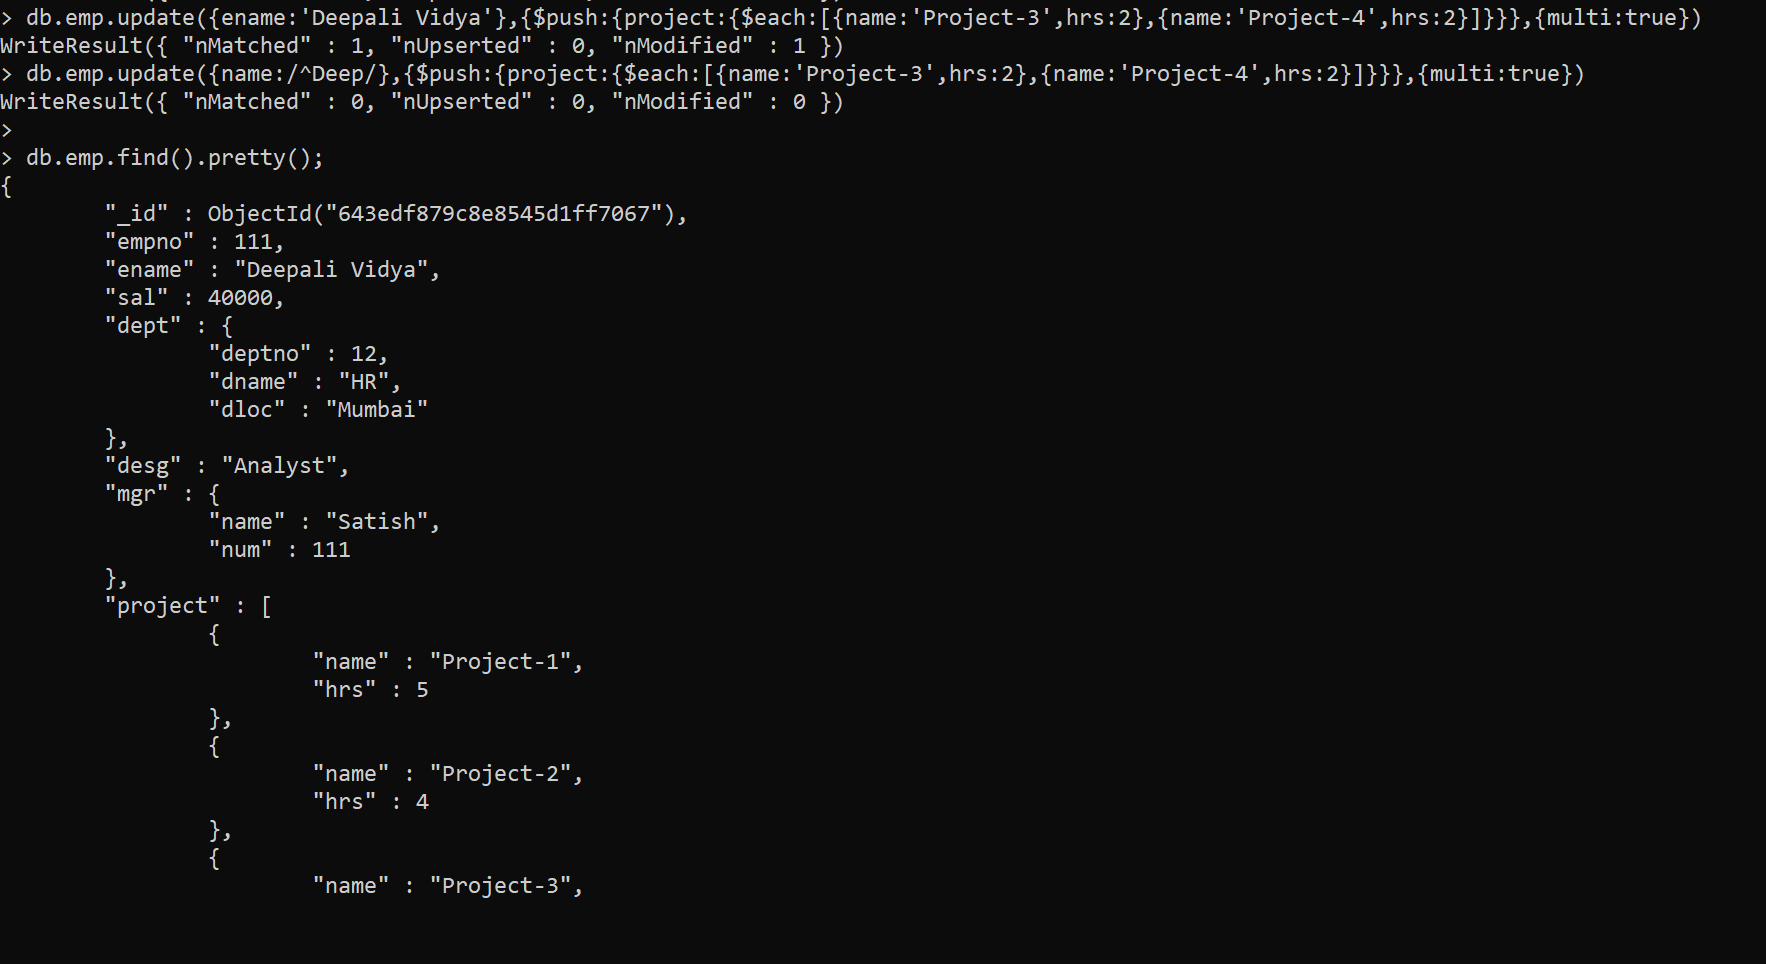 > db.emp.update({ename:'Deepali Vidya'},{$push:{project:{$each:[{name:'Project-3',hrs:2},{name:'Project-4',hrs:2}]}}},{multi:true})
WriteResult({ "nMatched" : 1, "nUpserted" : 0, "nModified" : 1 })
> db.emp.update({name:/^Deep/},{$push:{project:{$each:[{name:'Project-3',hrs:2},{name:'Project-4',hrs:2}]}}},{multi:true})
WriteResult({ "nMatched" : 0, "nUpserted" : 0, "nModified" : 0 })
>
> db.emp.find().pretty();
{
        "_id" : ObjectId("643edf879c8e8545d1ff7067"),
        "empno" : 111,
        "ename" : "Deepali Vidya",
        "sal" : 40000,
        "dept" : {
                "deptno" : 12,
                "dname" : "HR",
                "dloc" : "Mumbai"
        },
        "desg" : "Analyst",
        "mgr" : {
                "name" : "Satish",
                "num" : 111
        },
        "project" : [
                {
                        "name" : "Project-1",
                        "hrs" : 5
                },
                {
                        "name" : "Project-2",
                        "hrs" : 4
                },
                {
                        "name" : "Project-3",